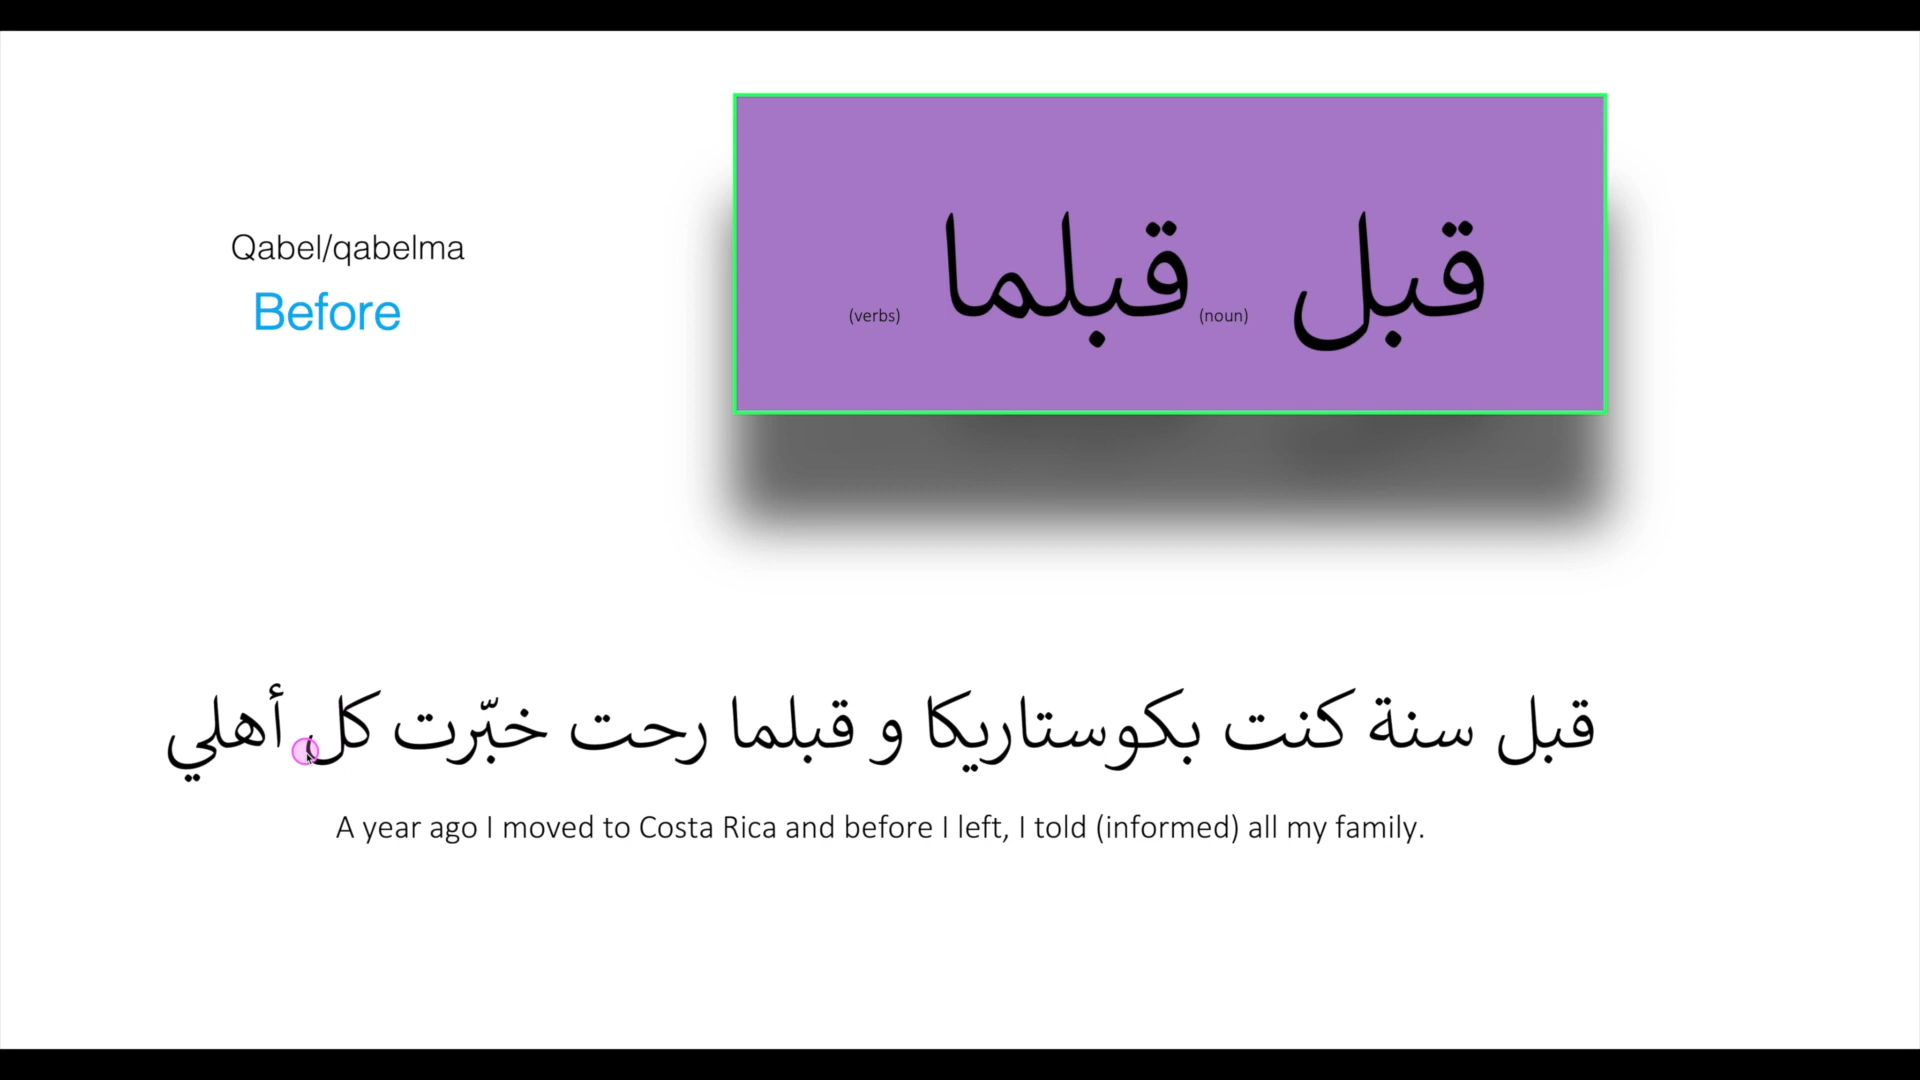 Qabel/qabelma
Before
قبل (noun) قبلما (verbs)
قبل سنة كنت بكوستاريكا و قبلما رحت خبّرت كل أهلي
A year ago I moved to Costa Rica and before I left, I told (informed) all my family.